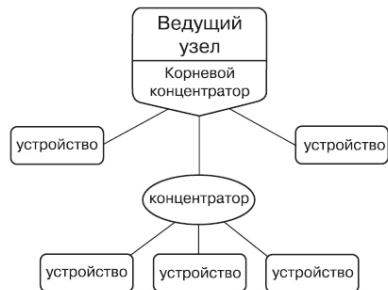 Ведущий
узел
Корневой
концентратор
устройство
устройство
концентратор
устройство
устройство
устройство